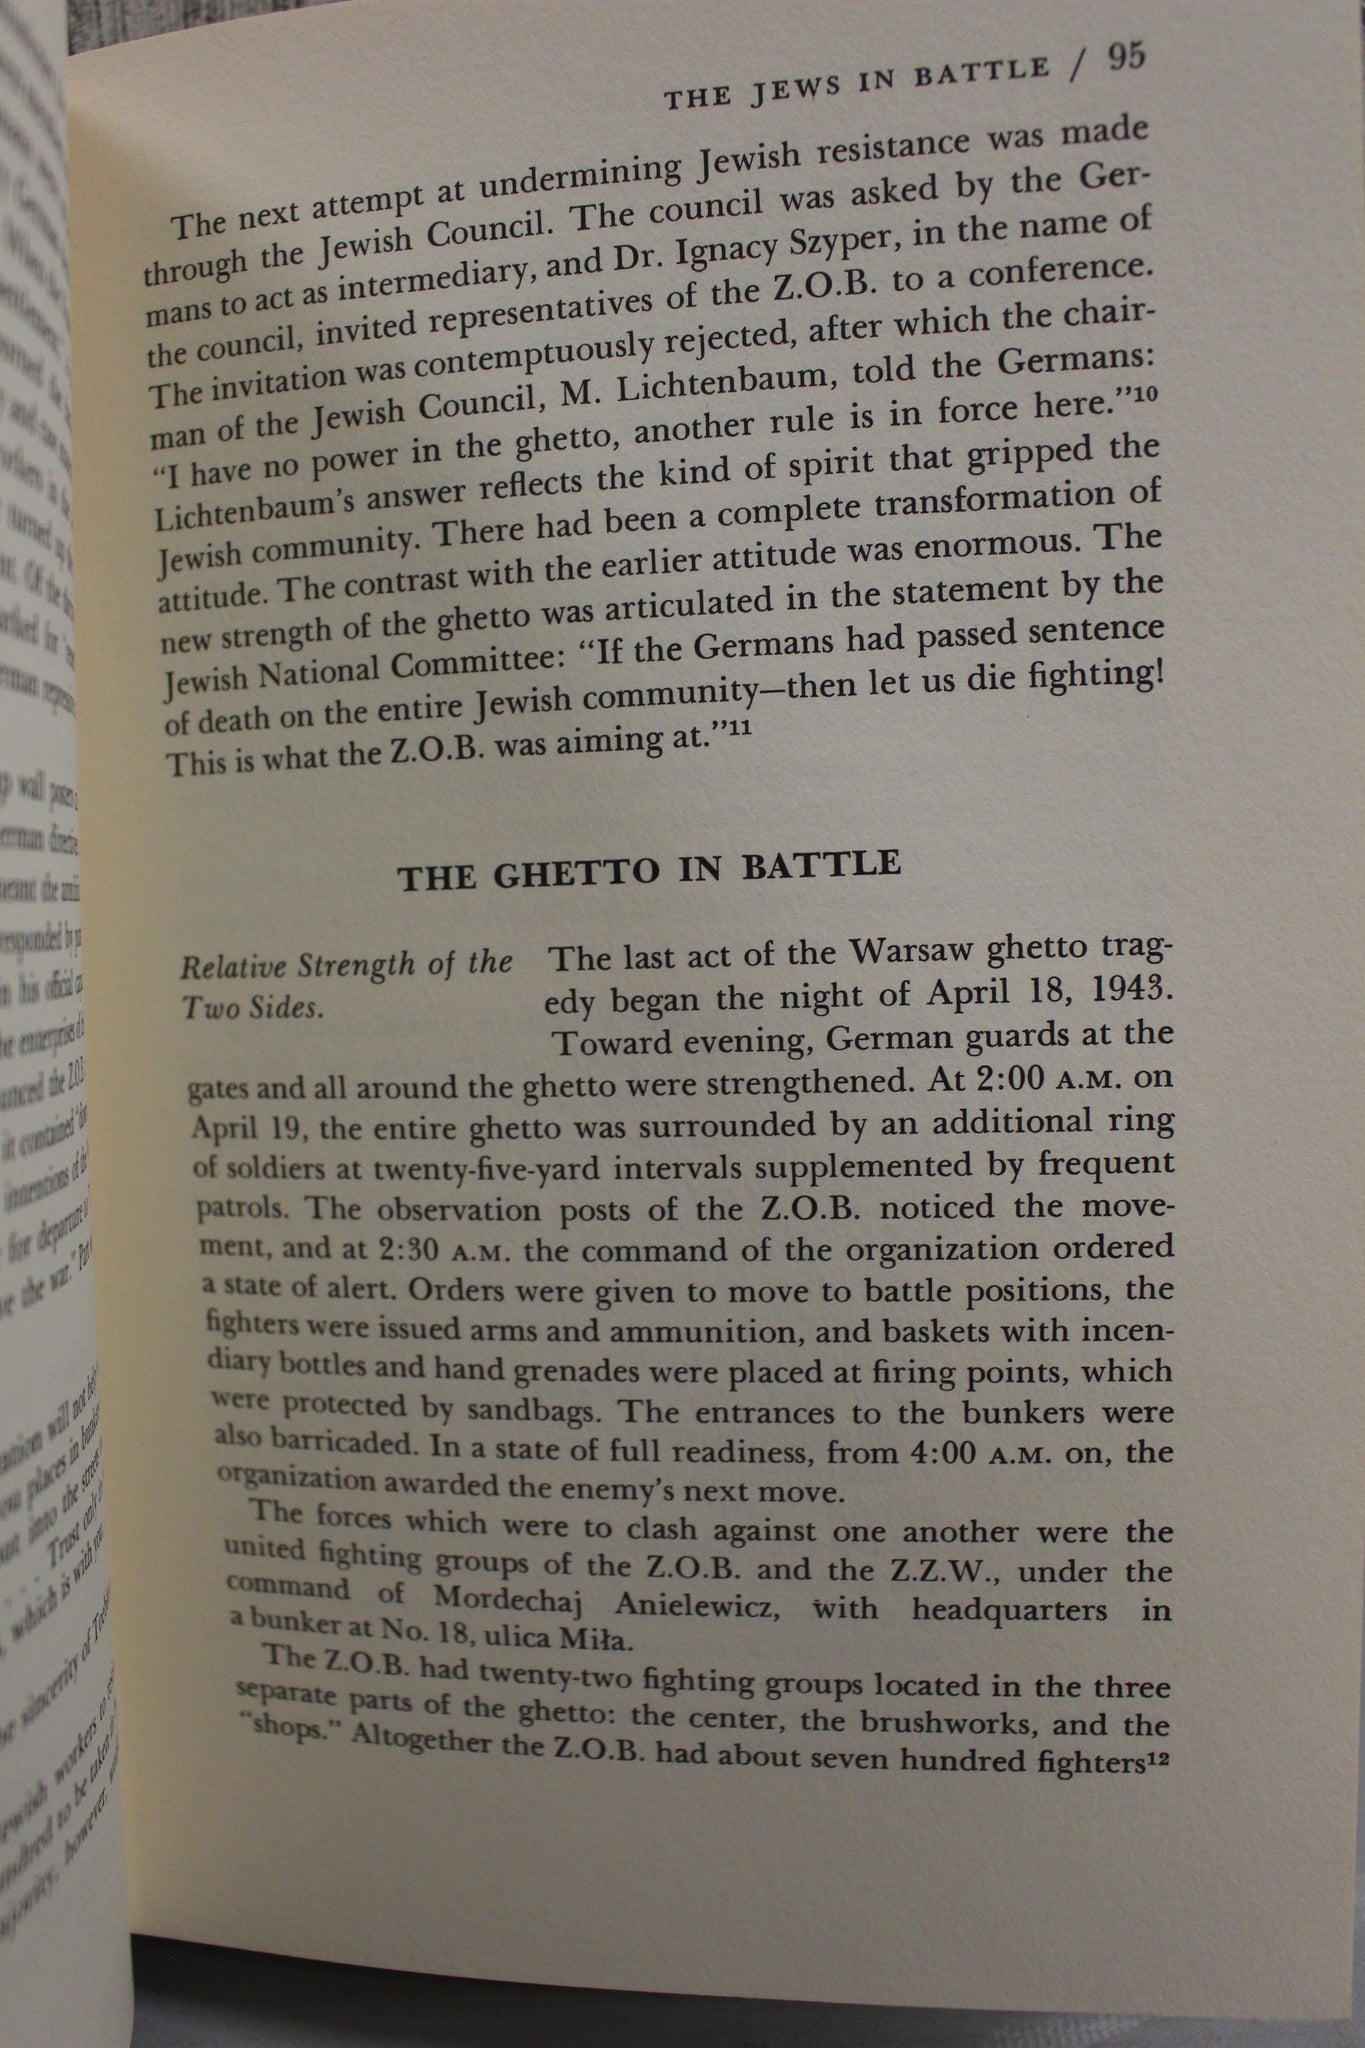 THE JEWS IN BATTLE / 95
The next attempt at undermining Jewish resistance was made
through the Jewish Council. The council was asked by the Ger-
mans to act as intermediary, and Dr. Ignacy Szyper, in the name of
the council, invited representatives of the Z.O.B. to a conference.
The invitation was contemptuously rejected, after which the chair-
man of the Jewish Council, M. Lichtenbaum, told the Germans:
“I have no power in the ghetto, another rule is in force here.”10
Lichtenbaum’s answer reflects the kind of spirit that gripped the
Jewish community. There had been a complete transformation of
attitude. The contrast with the earlier attitude was enormous. The
new strength of the ghetto was articulated in the statement by the
Jewish National Committee: “If the Germans had passed sentence
of death on the entire Jewish community—then let us die fighting!
This is what the Z.O.B. was aiming at.”11
THE GHETTO IN BATTLE
Relative Strength of the
Two Sides.
The last act of the Warsaw ghetto trag-
edy began the night of April 18, 1943.
Toward evening, German guards at the
gates and all around the ghetto were strengthened. At 2:00 A.M. on
April 19, the entire ghetto was surrounded by an additional ring
of soldiers at twenty-five-yard intervals supplemented by frequent
patrols. The observation posts of the Z.O.B. noticed the move-
ment, and at 2:30 A.M. the command of the organization ordered
a state of alert. Orders were given to move to battle positions, the
fighters were issued arms and ammunition, and baskets with incen-
diary bottles and hand grenades were placed at firing points, which
were protected by sandbags. The entrances to the bunkers were
also barricaded. In a state of full readiness, from 4:00 A.M. on, the
organization awarded the enemy’s next move.
The forces which were to clash against one another were the
united fighting groups of the Z.O.B. and the Z.Z.W., under the
command of Mordechaj Anielewicz, with headquarters in
a bunker at No. 18, ulica Miła.
The Z.O.B. had twenty-two fighting groups located in the three
separate parts of the ghetto: the center, the brushworks, and the
“shops.” Altogether the Z.O.B. had about seven hundred fighters12